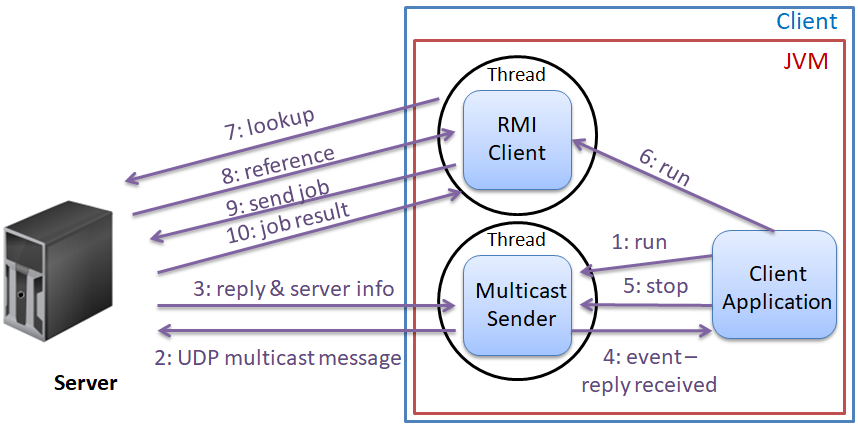 Client
JVM
Thread
RMI
Client
7: lookup
8: reference
9: send job
10: job result
6: run
Thread
Multicast
Sender
1: run
5: stop
Client
Application
3: reply & server info
2: UDP multicast message
4: event –
reply received
Server